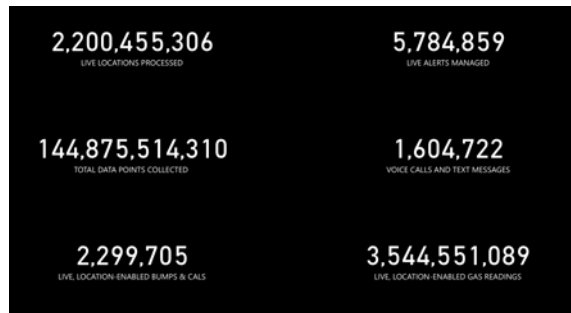 2,200,455,306
LIVE LOCATIONS PROCESSED
5,784,859
LIVE ALERTS MANAGED
144,875,514,310
TOTAL DATA POINTS COLLECTED
1,604,722
VOICE CALLS AND TEXT MESSAGES
2,299,705
LIVE, LOCATION-ENABLED BUMPS & CALS
3,544,551,089
LIVE, LOCATION-ENABLED GAS READINGS